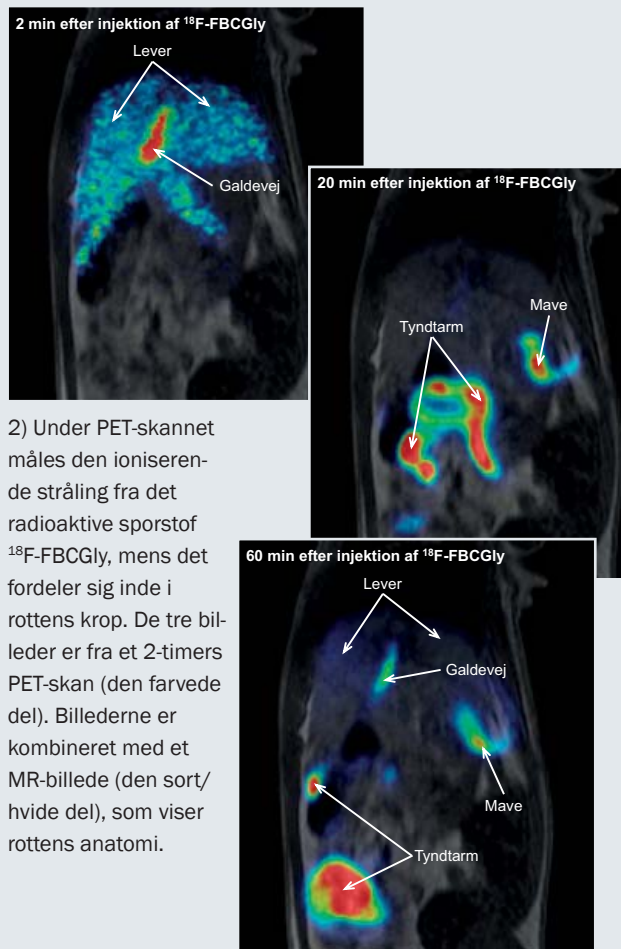 2 min efter injektion af ¹⁸F-FBCGly
Lever
Galdevej
20 min efter injektion af ¹⁸F-FBCGly
Mave
Tyndtarm
2) Under PET-skannet
måles den ioniseren-
de stråling fra det
radioaktive sporstof
¹⁸F-FBCGly, mens det
fordeler sig inde i
rottens krop. De tre bil-
leder er fra et 2-timers
PET-skan (den farvede
del). Billederne er
kombineret med et
MR-billede (den sort/
hvide del), som viser
rottens anatomi.
60 min efter injektion af ¹⁸F-FBCGly
Lever
Galdevej
Mave
Tyndtarm